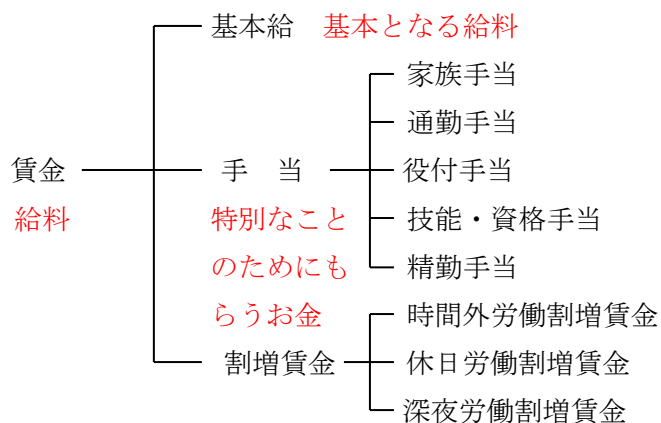 基本給　基本となる給料
家族手当
通勤手当
賃金　手　当　役付手当
給料　特別なこと　技能・資格手当
のためにも　精勤手当
らうお金　時間外労働割増賃金
割増賃金　休日労働割増賃金
深夜労働割増賃金